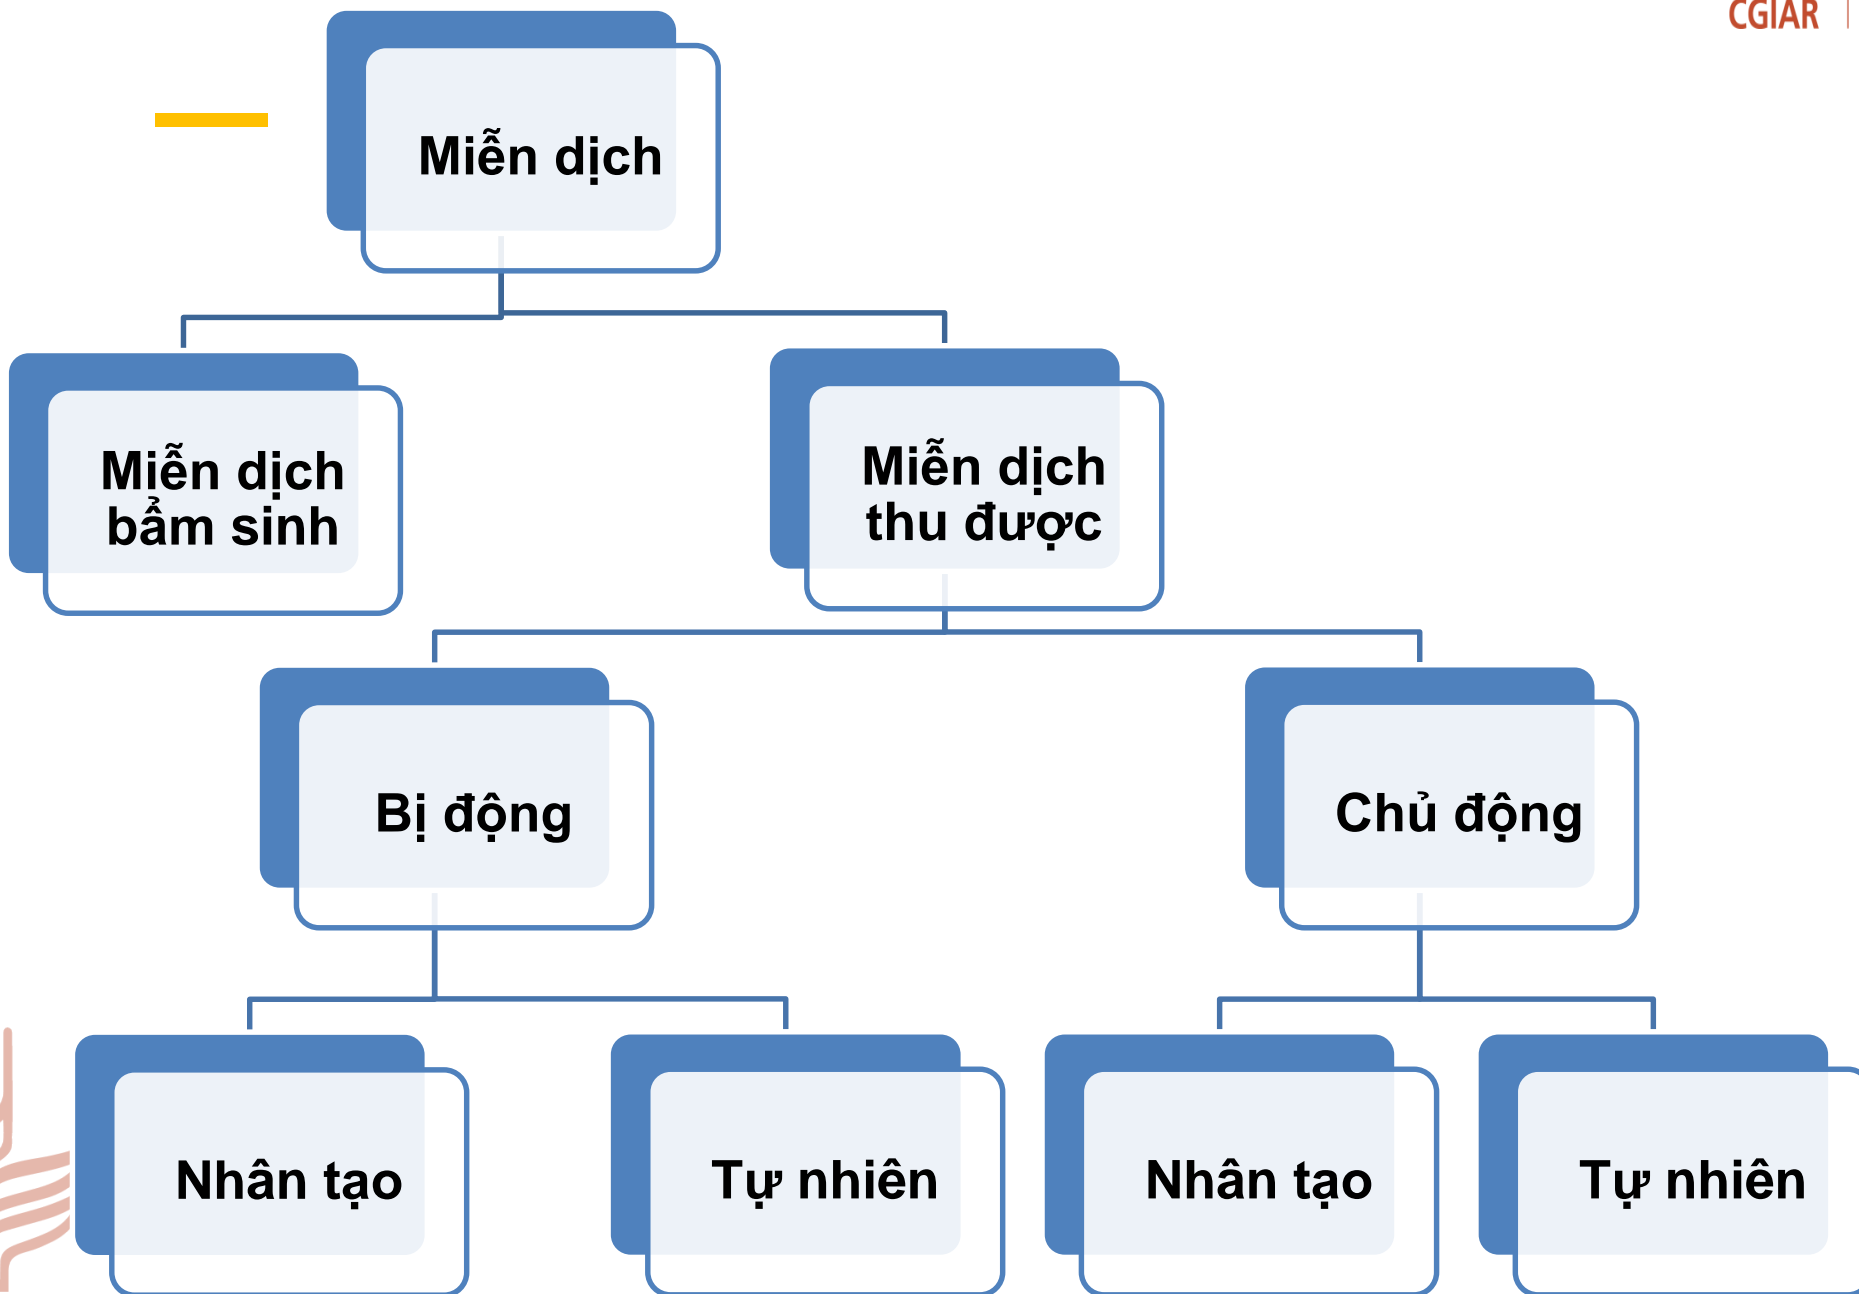 CGIAR
Miễn dịch
Miễn dịch
bẩm sinh
Miễn dịch
thu được
Bị động
Chủ động
Nhân tạo
Tự nhiên
Nhân tạo
Tự nhiên